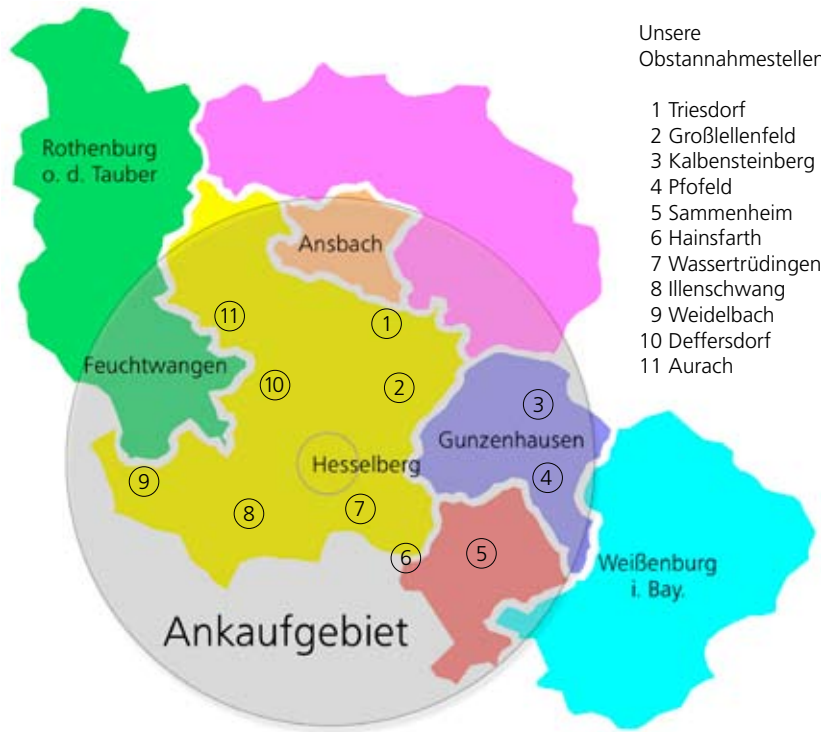 Unsere
Obstannahmestellen
1 Triesdorf
2 Großlellenfeld
3 Kalbensteinberg
4 Pfofeld
5 Sammenheim
6 Hainsfarth
7 Wassertrüdingen
8 Illenschwang
9 Weidelbach
10 Deffersdorf
11 Aurach
Rothenburg
o. d. Tauber
Ansbach
11
1
Feuchtwangen
10
2
3
Gunzenhausen
Hesselberg
9
4
8
7
6
5
Weißenburg
i. Bay.
Ankaufgebiet